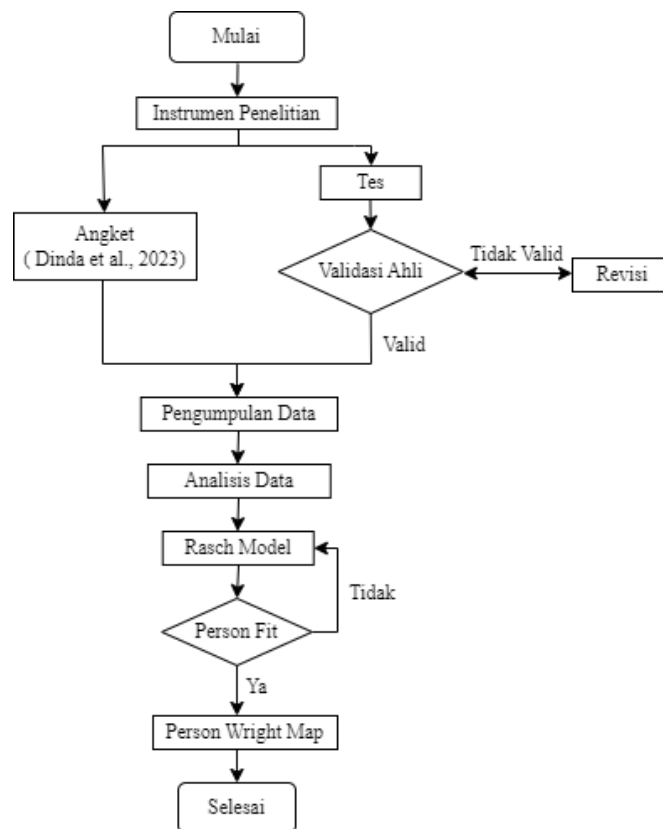 Mulai
Instrumen Penelitian
Tes
Angket
( Dinda et al., 2023)
Validasi Ahli
Tidak Valid
Revisi
Valid
Pengumpulan Data
Analisis Data
Rasch Model
Tidak
Person Fit
Ya
Person Wright Map
Selesai